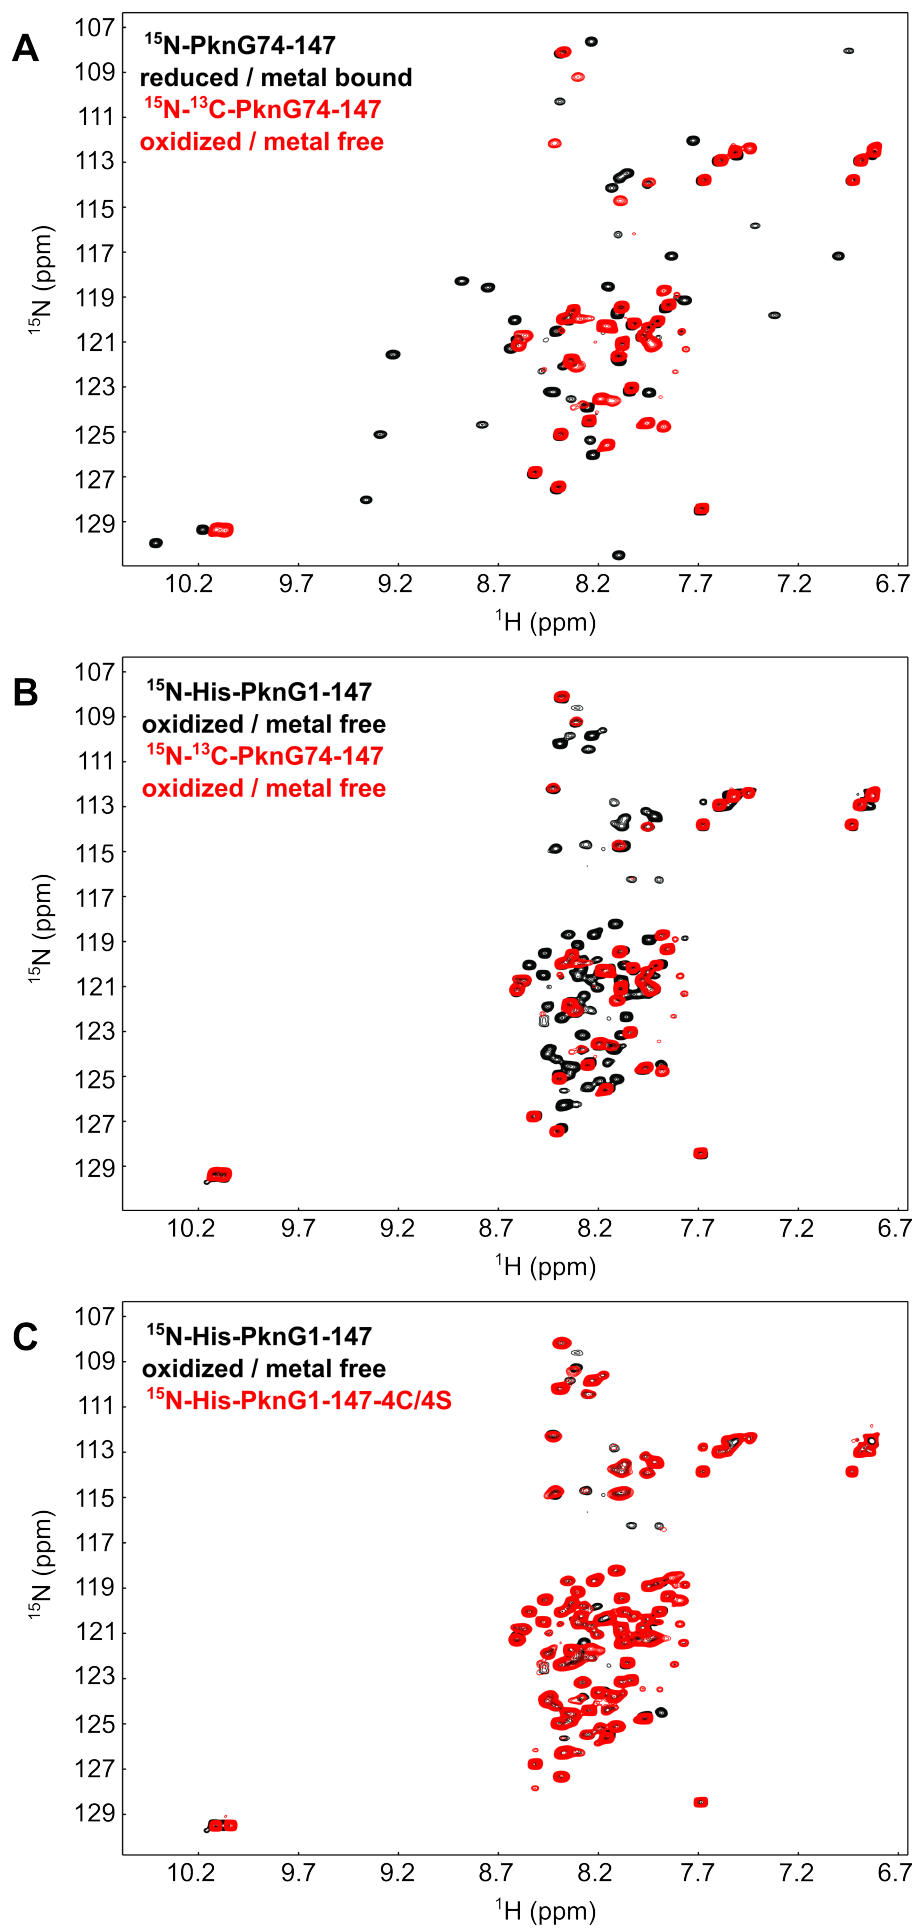 A
¹⁵N-PknG74-147
reduced / metal bound
¹⁵N-¹³C-PknG74-147
oxidized / metal free
107
109
111
113
115
117
119
121
123
125
127
129
¹⁵N (ppm)
10.2 9.7 9.2 8.7 8.2 7.7 7.2 6.7
¹H (ppm)
B
¹⁵N-His-PknG1-147
oxidized / metal free
¹⁵N-¹³C-PknG74-147
oxidized / metal free
107
109
111
113
115
117
119
121
123
125
127
129
¹⁵N (ppm)
10.2 9.7 9.2 8.7 8.2 7.7 7.2 6.7
¹H (ppm)
C
¹⁵N-His-PknG1-147
oxidized / metal free
¹⁵N-His-PknG1-147-4C/4S
107
109
111
113
115
117
119
121
123
125
127
129
¹⁵N (ppm)
10.2 9.7 9.2 8.7 8.2 7.7 7.2 6.7
¹H (ppm)